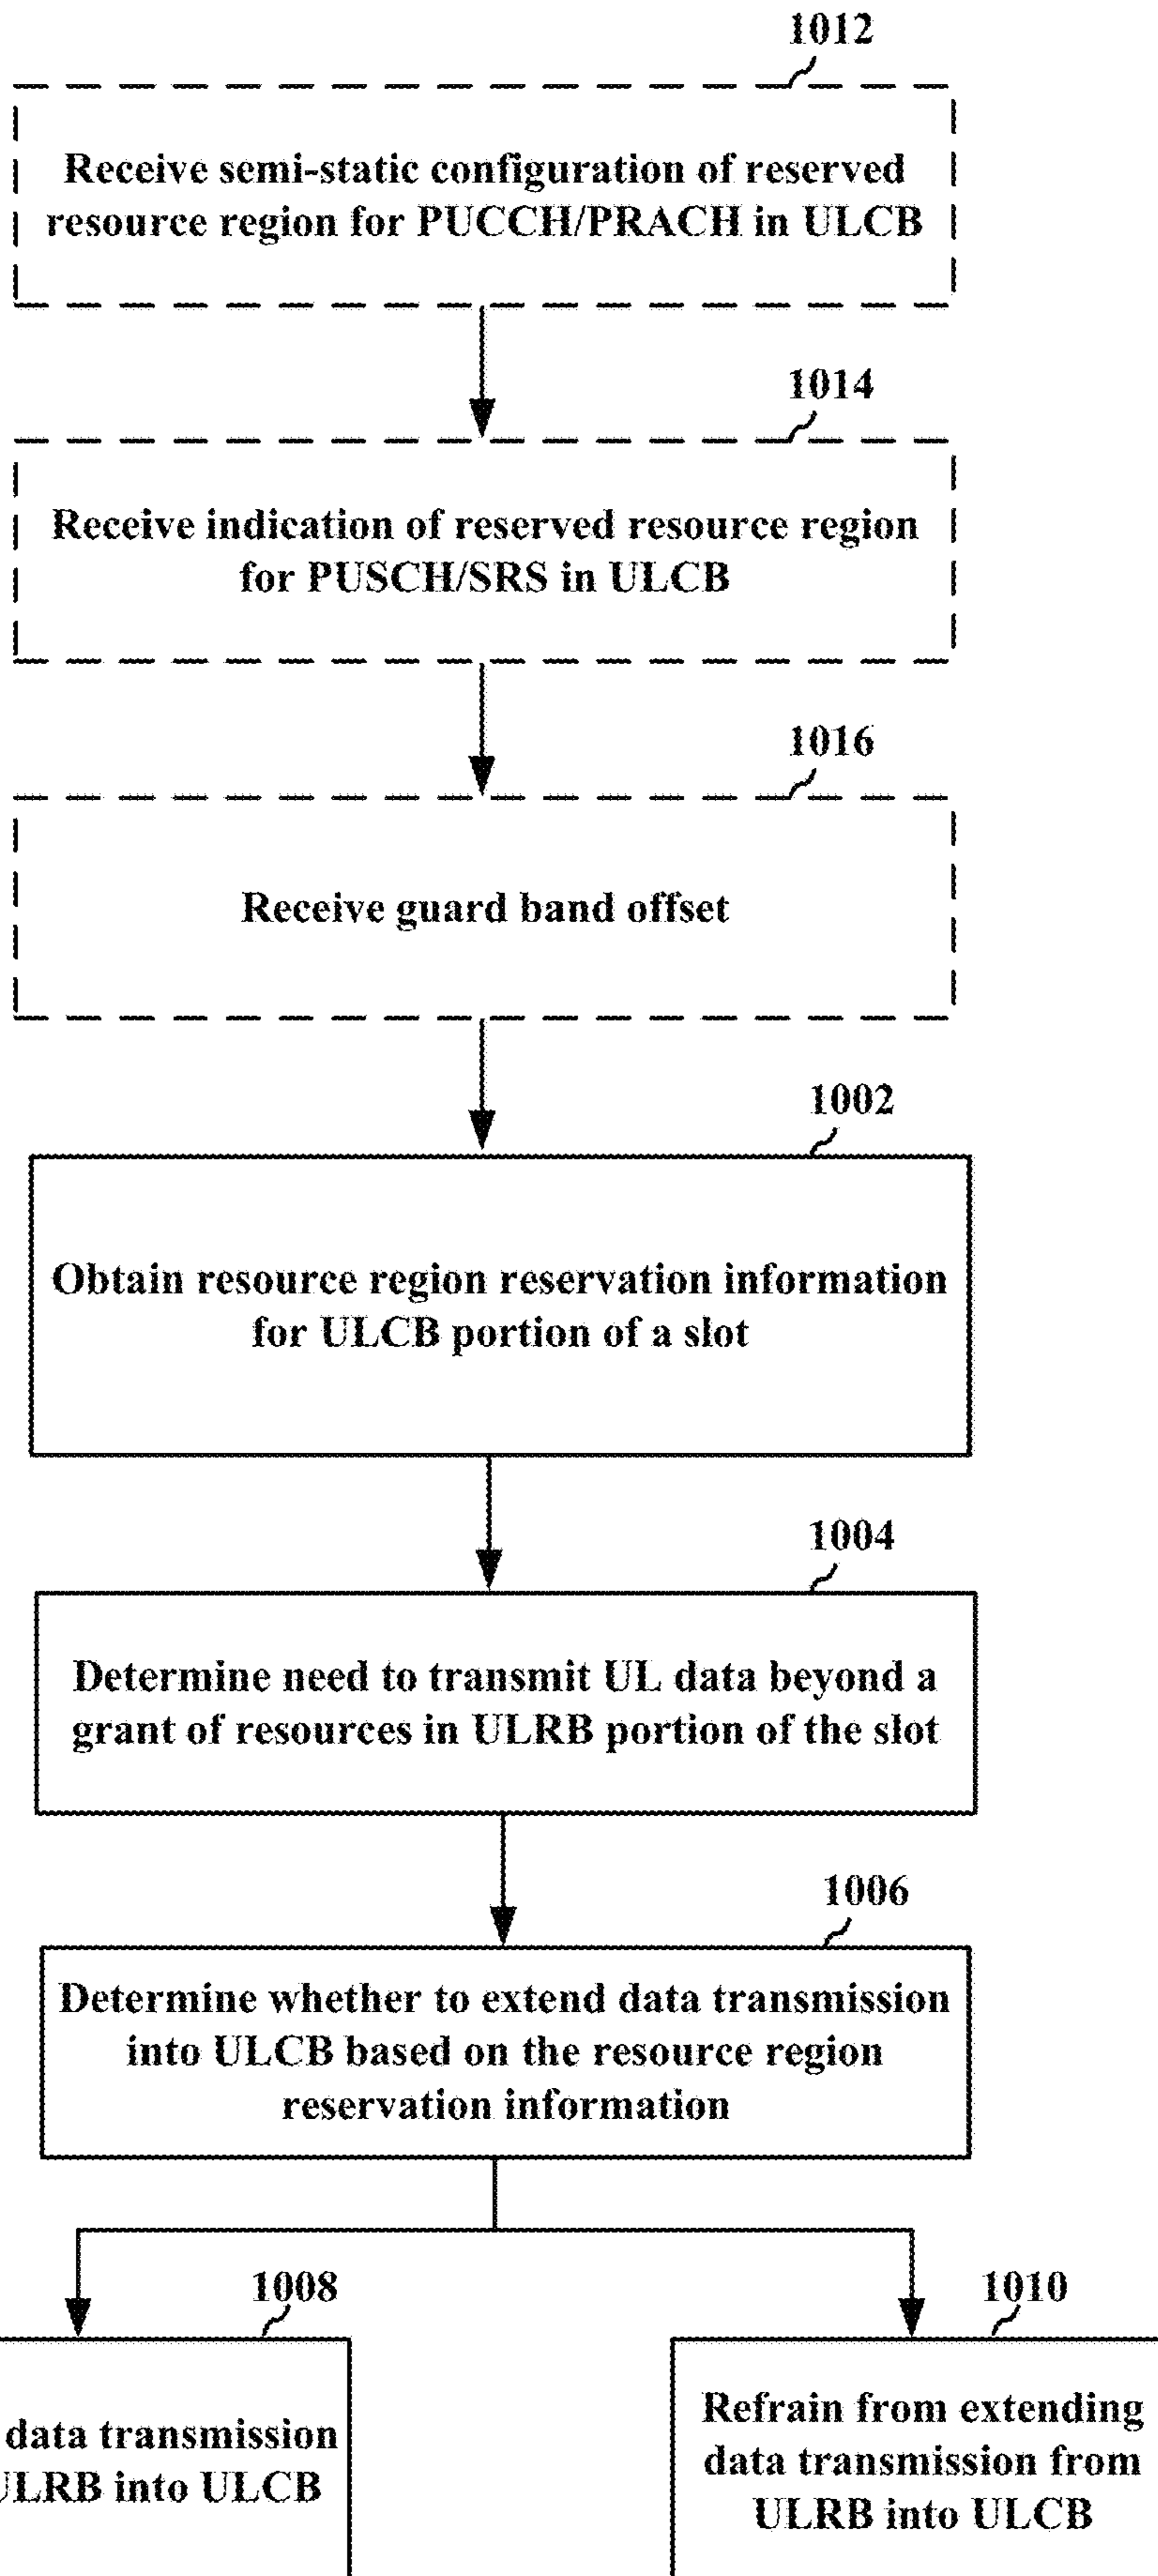 1012
Receive semi-static configuration of reserved
resource region for PUCCH/PRACH in ULCB
1014
Receive indication of reserved resource region
for PUSCH/SRS in ULCB
1016
Receive guard band offset
1002
Obtain resource region reservation information
for ULCB portion of a slot
1004
Determine need to transmit UL data beyond a
grant of resources in ULRB portion of the slot
1006
Determine whether to extend data transmission
into ULCB based on the resource region
reservation information
1008
data transmission
ULRB into ULCB
1010
Refrain from extending
data transmission from
ULRB into ULCB